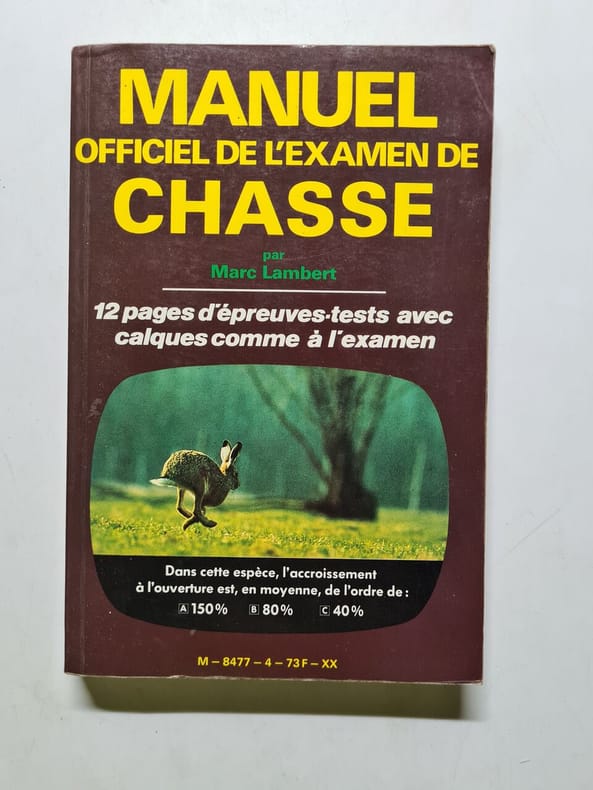 MANUEL
OFFICIEL DE L'EXAMEN DE
CHASSE
par
Marc Lambert
12 pages d'épreuves-tests avec
calques comme à l'examen
Dans cette espèce, l'accroissement
à l'ouverture est, en moyenne, de l'ordre de :
A 150% B 80% C 40%
M – 8477 – 4 – 73 F – XX